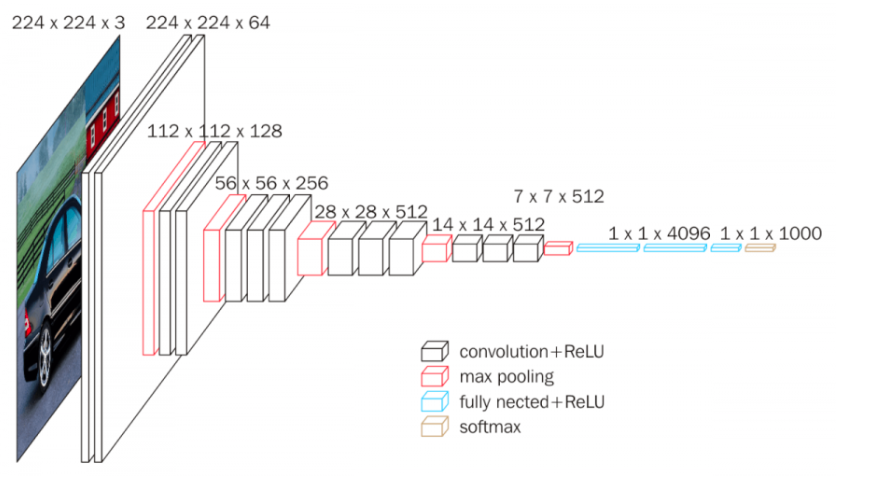 224 x 224 x 3
224 x 224 x 64
112 x 112 x 128
56 x 56 x 256
28 x 28 x 512
14 x 14 x 512
7 x 7 x 512
1 x 1 x 4096
1 x 1 x 1000
convolution+ReLU
max pooling
fully nected+ReLU
softmax